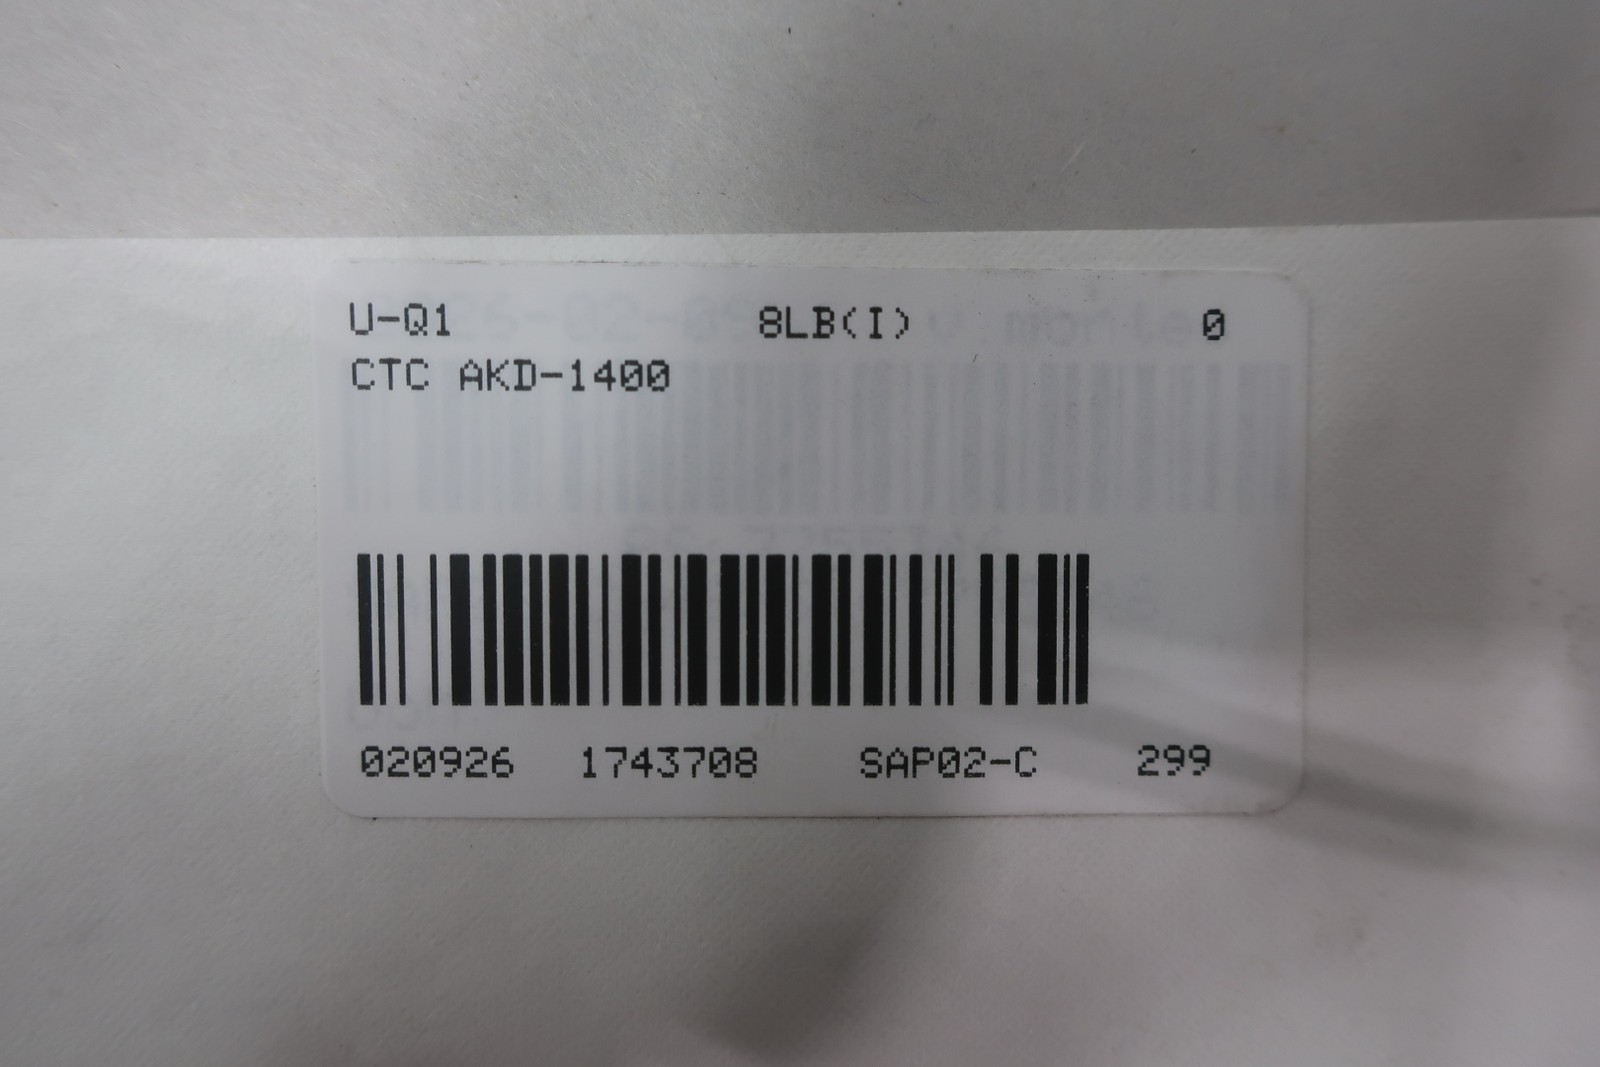 U-Q1 8LB(I) 0
CTC AKD-1400
020926 1743708 SAP02-C 299